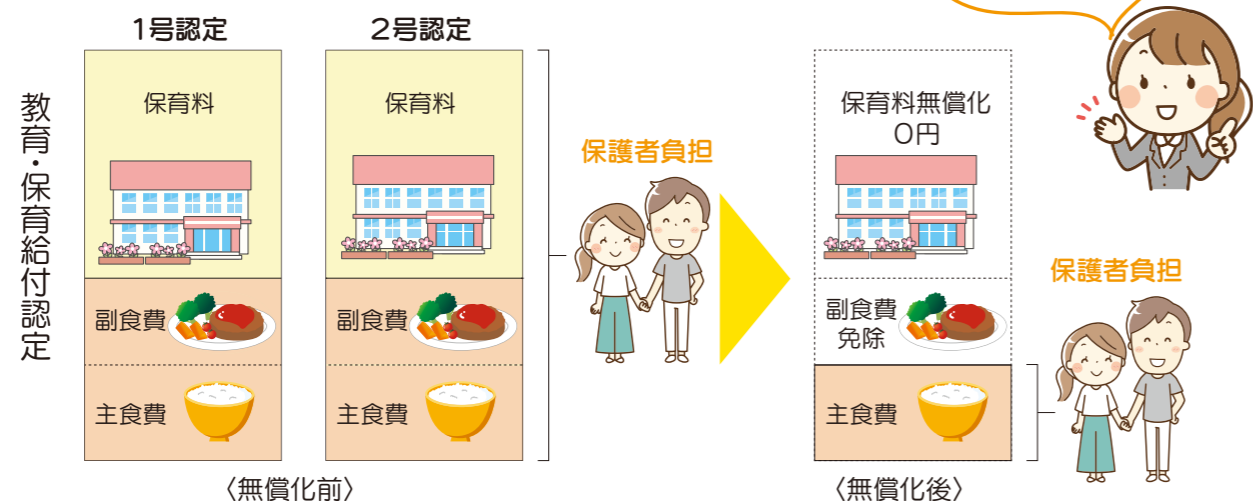 教育・保育給付認定
1号認定
保育料
副食費
主食費
2号認定
保育料
副食費
主食費
保護者負担
〈無償化前〉
保育料無償化
0円
副食費
免除
主食費
保護者負担
〈無償化後〉